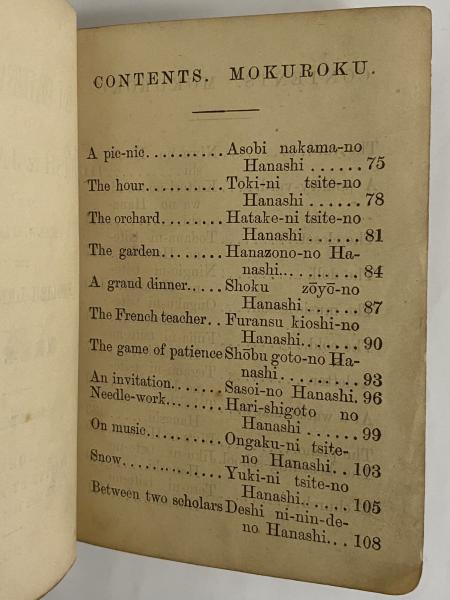 CONTENTS. MOKUROKU.
A pic-nic..........Asobi nakama-no
Hanashi ......75
The hour..........Toki-ni tsite-no
Hanashi ......78
The orchard........Hatake-ni tsite-no
Hanashi......81
The garden........Hanazono-no Ha-
nashi.........84
A grand dinner.....Shoku zōyō-no
Hanashi......87
The French teacher..Furansu kioshi-no
Hanashi......90
The game of patience Shōbu goto-no Ha-
nashi........93
An invitation......Sasoi-no Hanashi.96
Needle-work.......Hari-shigoto no
Hanashi ......99
On music..........Ongaku-ni tsite-
no Hanashi..103
Snow.............Yuki-ni tsite-no
Hanashi.....105
Between two scholars Deshi ni-nin-de-
no Hanashi...108